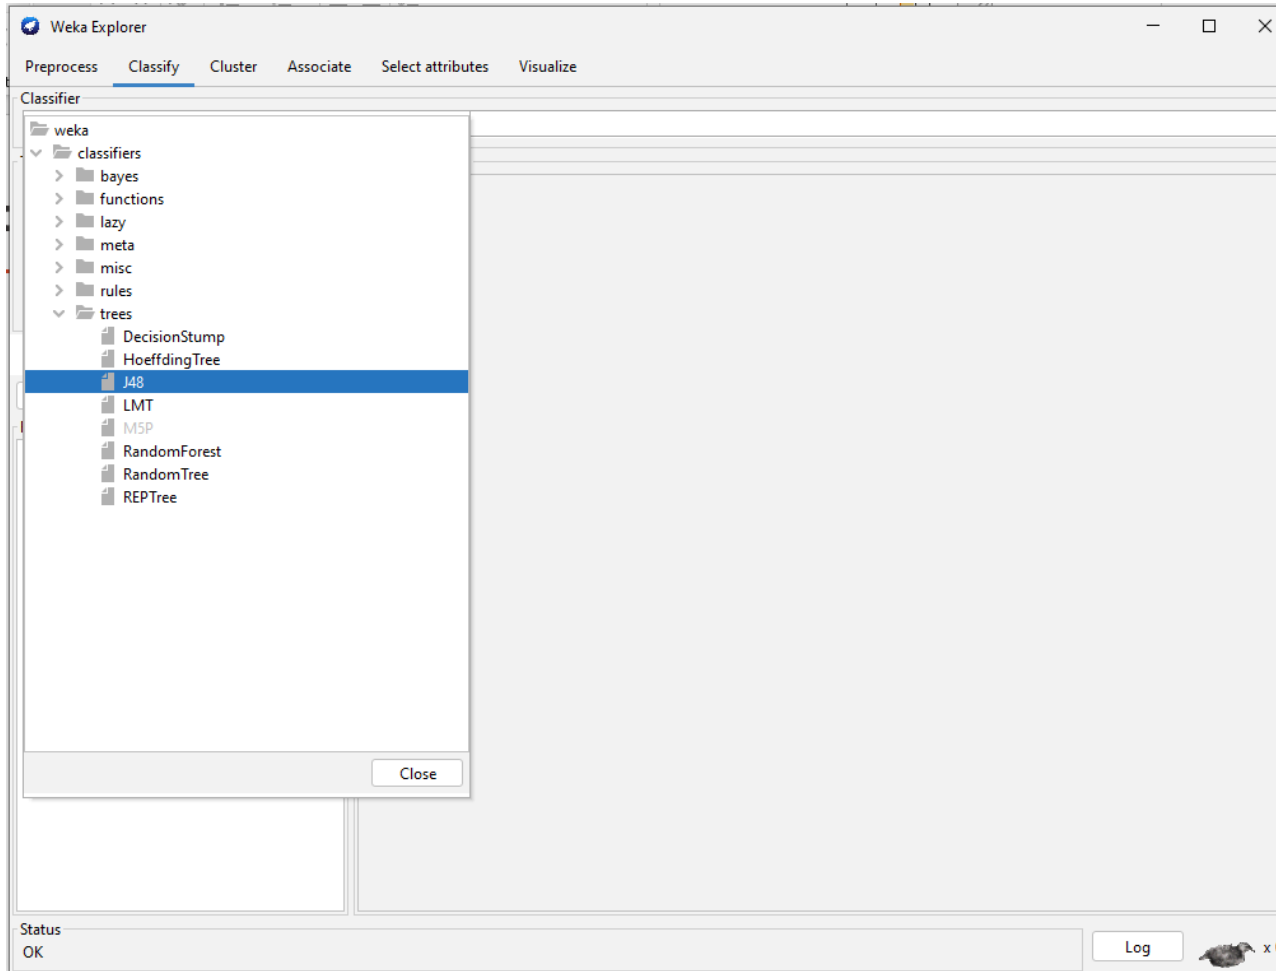 Weka Explorer
Preprocess Classify Cluster Associate Select attributes Visualize
Classifier
weka
classifiers
bayes
functions
lazy
meta
misc
rules
trees
DecisionStump
HoeffdingTree
J48
LMT
M5P
RandomForest
RandomTree
REPTree
Close
Status
OK
Log
x